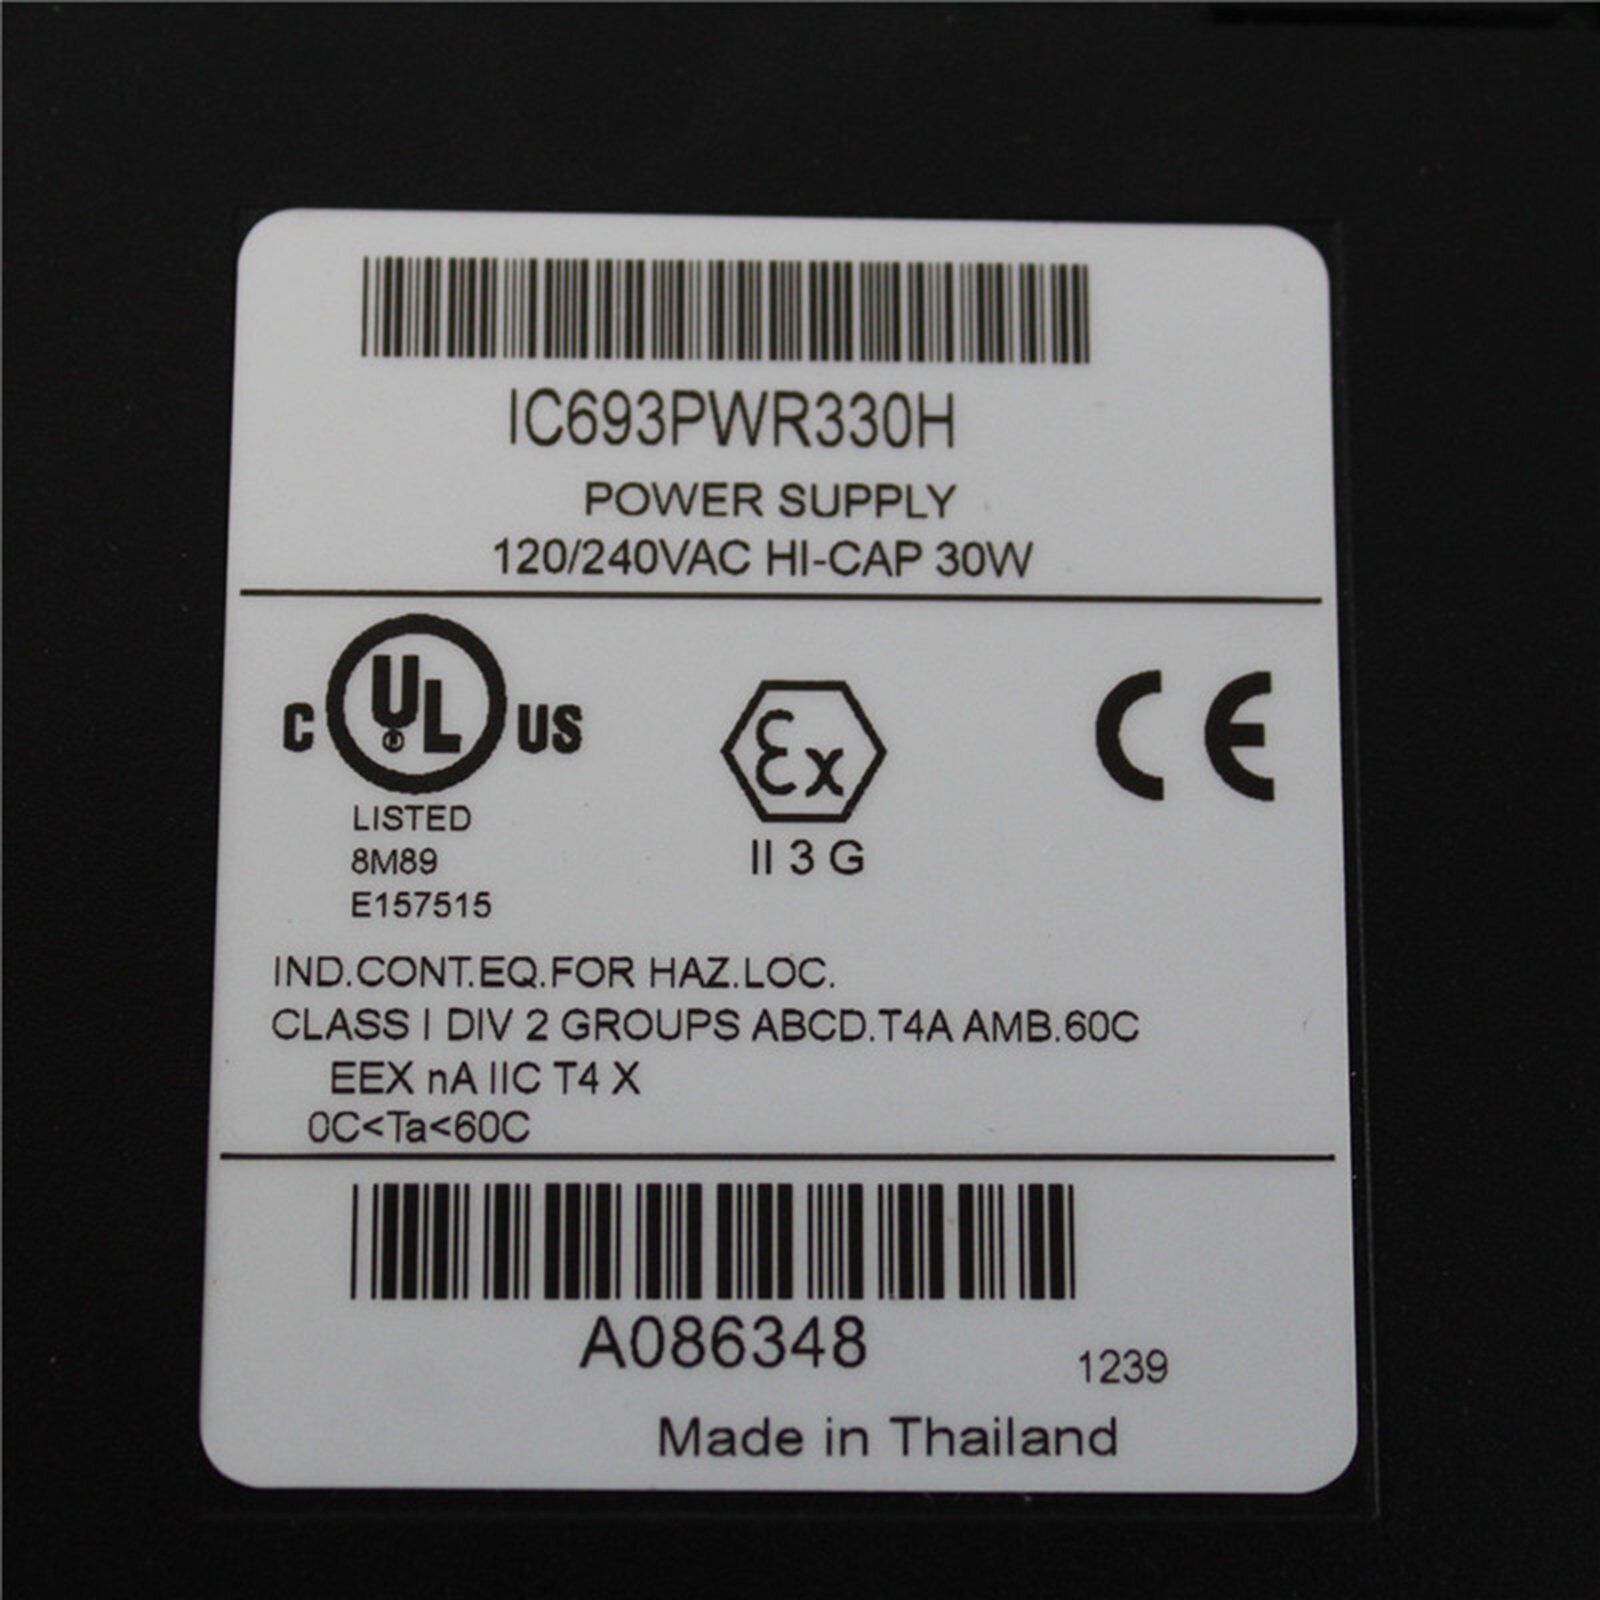 IC693PWR330H
POWER SUPPLY
120/240VAC HI-CAP 30W
C UL ® US
LISTED
8M89
E157515
Ex
II 3 G
CE
IND.CONT.EQ.FOR HAZ.LOC.
CLASS I DIV 2 GROUPS ABCD.T4A AMB.60C
EEX nA IIC T4 X
0C<Ta<60C
A086348
1239
Made in Thailand